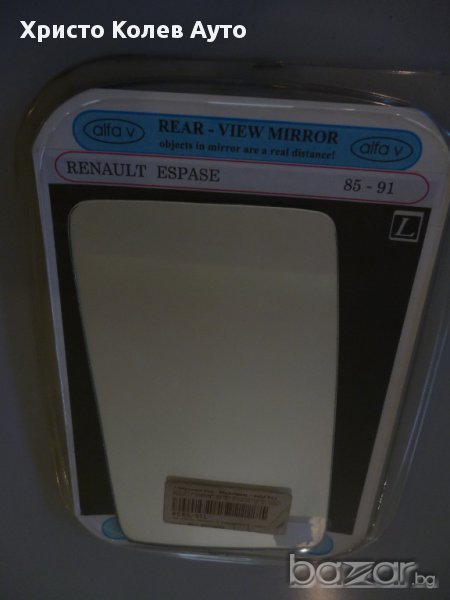 Христо Колев Ауто
alfa v
REAR - VIEW MIRROR
objects in mirror are a real distance!
alfa v
RENAULT ESPASE
85 - 91
L
bazar.bg